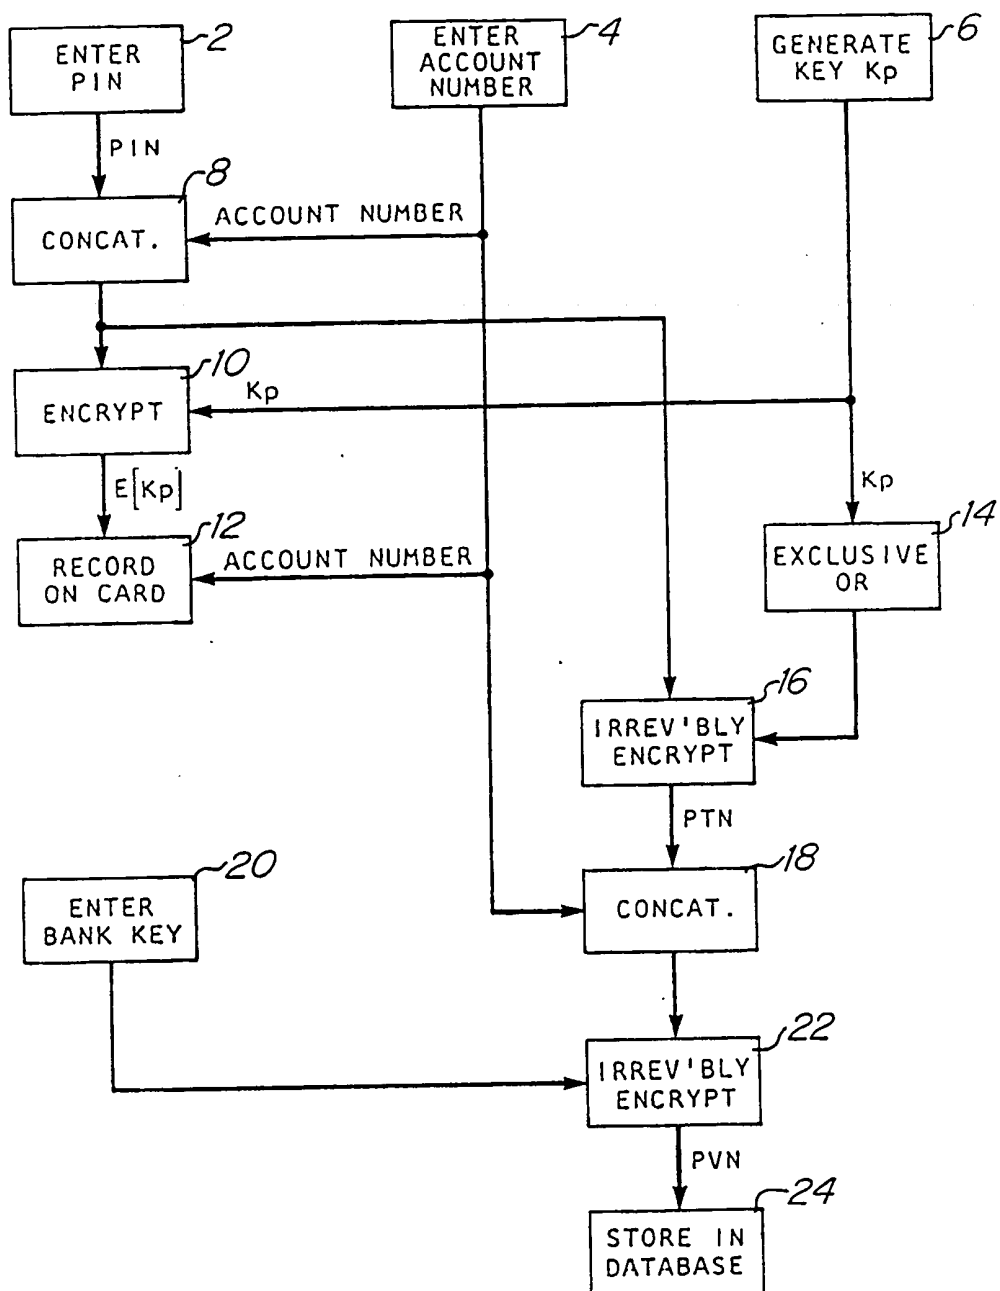 2
ENTER
PIN
4
ENTER
ACCOUNT
NUMBER
6
GENERATE
KEY Kp
PIN
8
CONCAT.
ACCOUNT NUMBER
10
ENCRYPT
Kp
E[Kp]
Kp
12
RECORD
ON CARD
ACCOUNT NUMBER
14
EXCLUSIVE
OR
16
IRREV'BLY
ENCRYPT
PTN
18
CONCAT.
20
ENTER
BANK KEY
22
IRREV'BLY
ENCRYPT
PVN
24
STORE IN
DATABASE